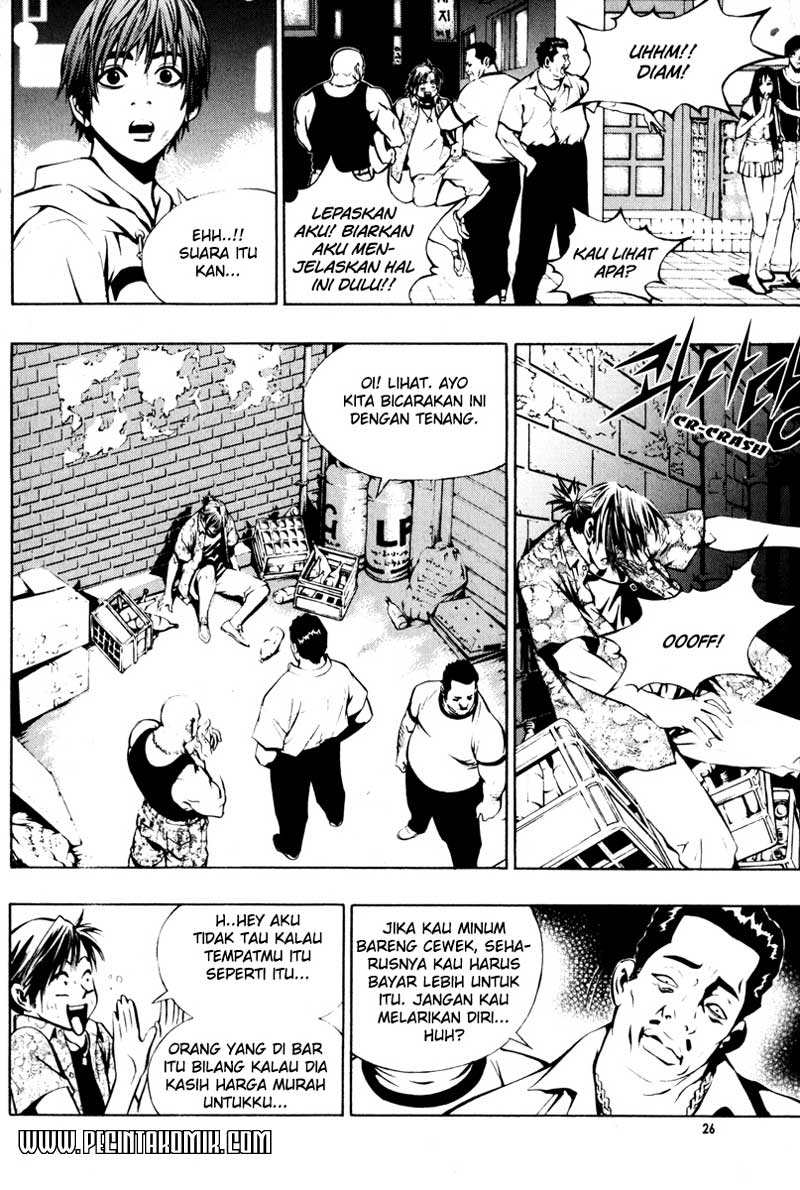 사지
UHHM!!
DIAM!
EHH..!!
SUARA ITU
KAN...
LEPASKAN
AKU! BIARKAN
AKU MEN-
JELASKAN HAL
INI DULU!!
KAU LIHAT
APA?
OI! LIHAT. AYO
KITA BICARAKAN INI
DENGAN TENANG.
G
LP
CR-CRASH
OOOFF!
H..HEY AKU
TIDAK TAU KALAU
TEMPATMU ITU
SEPERTI ITU...
ORANG YANG DI BAR
ITU BILANG KALAU DIA
KASIH HARGA MURAH
UNTUKKU...
JIKA KAU MINUM
BARENG CEWEK, SEHA-
RUSNYA KAU HARUS
BAYAR LEBIH UNTUK
ITU. JANGAN KAU
MELARIKAN DIRI...
HUH?
26
WWW.PECINTAKOMIK.COM